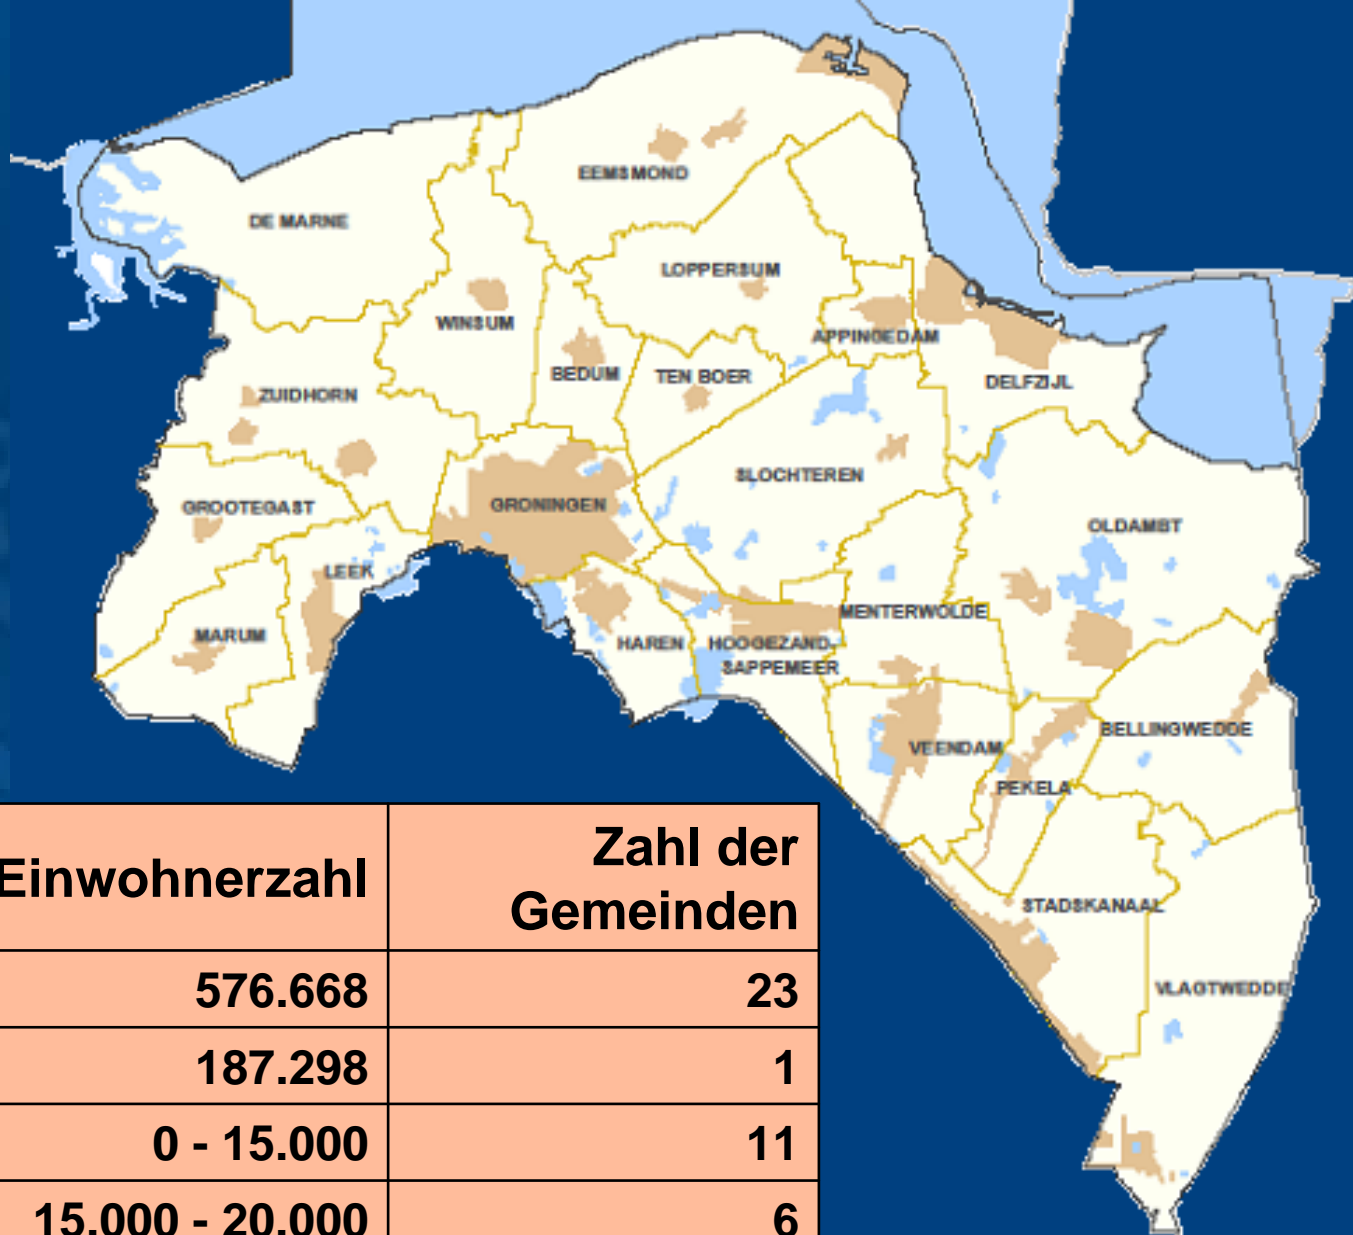 EEMSMOND
DE MARNE
LOPPERSUM
WINSUM
APPINGEDAM
BEDUM
TEN BOER
DELFZIJL
ZUIDHORN
SLOCHTEREN
GROOTEGAST
GRONINGEN
OLDAMBT
LEEK
MENTERWOLDE
MARUM
HAREN
HOOGEZAND-
SAPPEMEER
BELLINGWEDDE
VEENDAM
PEKELA
STADSKANAAL
VLAGTWEDDE
Einwohnerzahl
Zahl der
Gemeinden
576.668 23
187.298 1
0 - 15.000 11
15.000 - 20.000 6